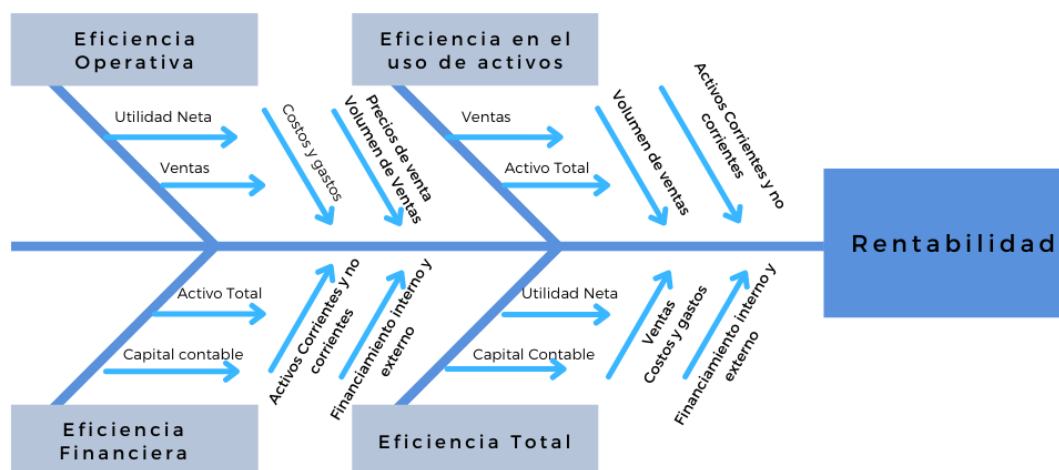 Eficiencia
Operativa
Utilidad Neta
Ventas
Costos y gastos
Precios de venta
Volumen de Ventas
Eficiencia en el
uso de activos
Ventas
Activo Total
Volumen de ventas
Activos Corrientes y no
corrientes
Rentabilidad
Activo Total
Capital contable
Activos Corrientes y no
corrientes
Financiamiento interno y
externo
Eficiencia
Financiera
Utilidad Neta
Capital Contable
Ventas
Costos y gastos
Financiamiento interno y
externo
Eficiencia Total